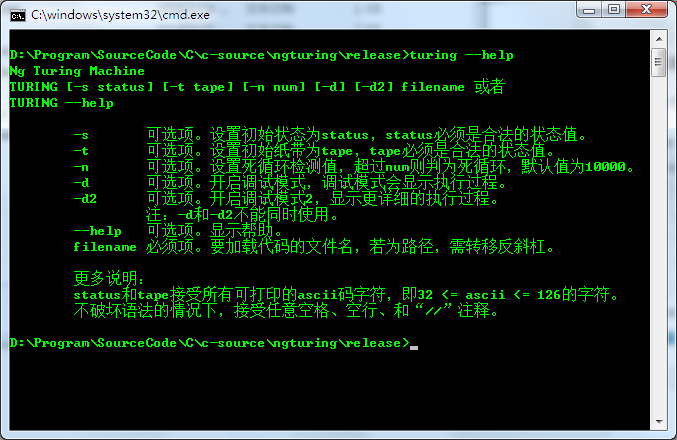 C:\windows\system32\cmd.exe
D:\Program\SourceCode\C\c-source\ngturing\release>turing --help
Ng Turing Machine
TURING [-s status] [-t tape] [-n num] [-d] [-d2] filename 或者
TURING --help
-s 可选项。设置初始状态为status，status必须是合法的状态值。
-t 可选项。设置初始纸带为tape，tape必须是合法的状态值。
-n 可选项。设置死循环检测值，超过num则判为死循环，默认值为10000。
-d 可选项。开启调试模式，调试模式会显示执行过程。
-d2 可选项。开启调试模式2，显示更详细的执行过程。
注：-d和-d2不能同时使用。
--help 可选项。显示帮助。
filename 必须项。要加载代码的文件名，若为路径，需转移反斜杠。
更多说明：
status和tape接受所有可打印的ascii码字符，即32 <= ascii <= 126的字符。
不破坏语法的情况下，接受任意空格、空行、和“//”注释。
D:\Program\SourceCode\C\c-source\ngturing\release>